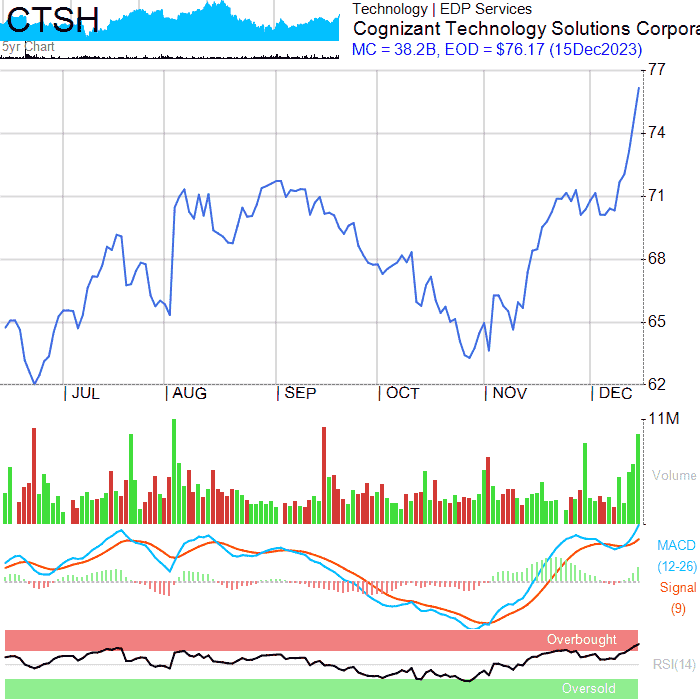 CTSH
5yr Chart
Technology | EDP Services
Cognizant Technology Solutions Corpora
MC = 38.2B, EOD = $76.17 (15Dec2023)
77
74
71
68
65
62
JUL AUG SEP OCT NOV DEC
11M
Volume
MACD
(12-26)
Signal
(9)
Overbought
RSI(14)
Oversold